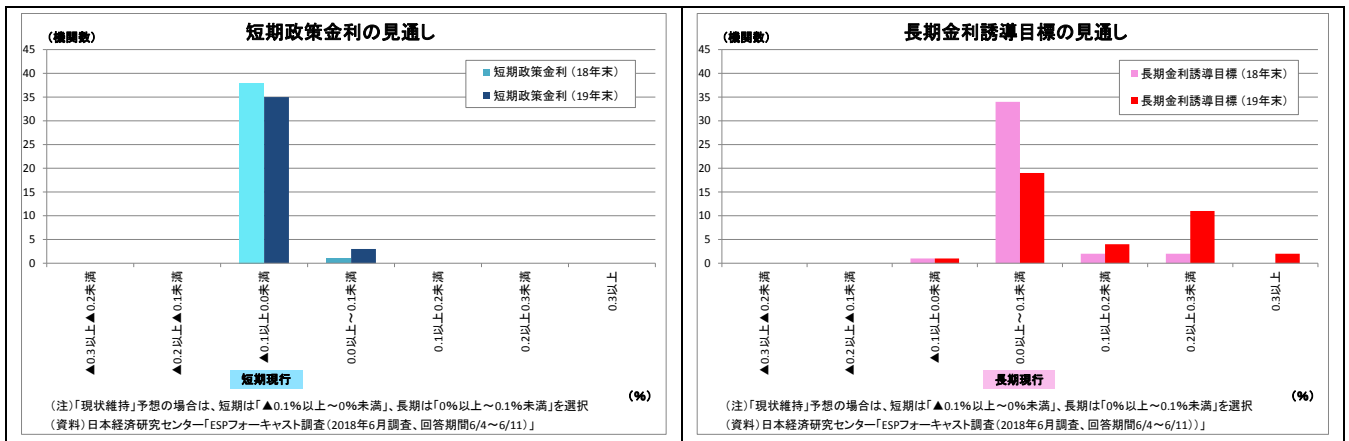 短期政策金利の見通し
(機関数)
45
40
35
30
25
20
15
10
5
0
短期政策金利(18年末)
短期政策金利(19年末)
▲0.3以上▲0.2未満
▲0.2以上▲0.1未満
▲0.1以上0.0未満
0.0以上～0.1未満
0.1以上0.2未満
0.2以上0.3未満
0.3以上
短期現行
(%)
(注)「現状維持」予想の場合は、短期は「▲0.1%以上～0%未満」、長期は「0%以上～0.1%未満」を選択
(資料)日本経済研究センター「ESPフォーキャスト調査(2018年6月調査、回答期間6/4～6/11)」
長期金利誘導目標の見通し
(機関数)
45
40
35
30
25
20
15
10
5
0
長期金利誘導目標(18年末)
長期金利誘導目標(19年末)
▲0.3以上▲0.2未満
▲0.2以上▲0.1未満
▲0.1以上0.0未満
0.0以上～0.1未満
0.1以上0.2未満
0.2以上0.3未満
0.3以上
長期現行
(%)
(注)「現状維持」予想の場合は、短期は「▲0.1%以上～0%未満」、長期は「0%以上～0.1%未満」を選択
(資料)日本経済研究センター「ESPフォーキャスト調査(2018年6月調査、回答期間6/4～6/11)」